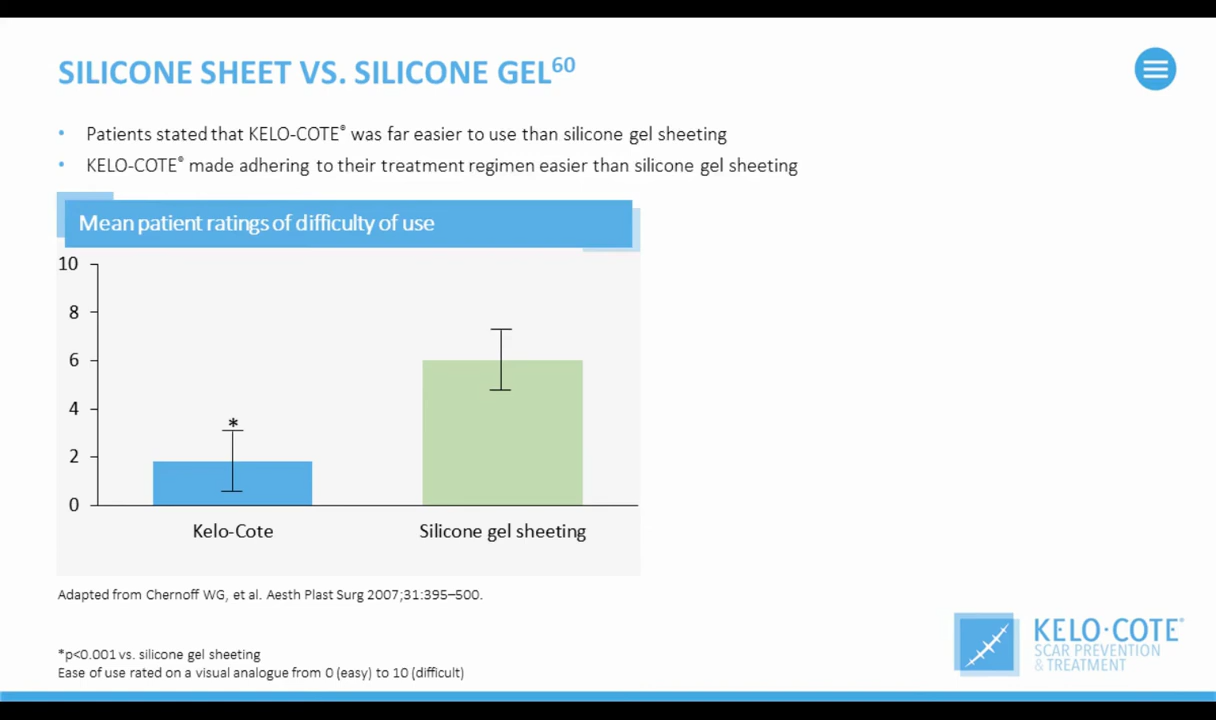 SILICONE SHEET VS. SILICONE GEL⁶⁰
• Patients stated that KELO-COTE® was far easier to use than silicone gel sheeting
• KELO-COTE® made adhering to their treatment regimen easier than silicone gel sheeting
Mean patient ratings of difficulty of use
10
8
6
4
2
0
*
Kelo-Cote
Silicone gel sheeting
Adapted from Chernoff WG, et al. Aesth Plast Surg 2007;31:395–500.
*p<0.001 vs. silicone gel sheeting
Ease of use rated on a visual analogue from 0 (easy) to 10 (difficult)
KELO·COTE®
SCAR PREVENTION
& TREATMENT